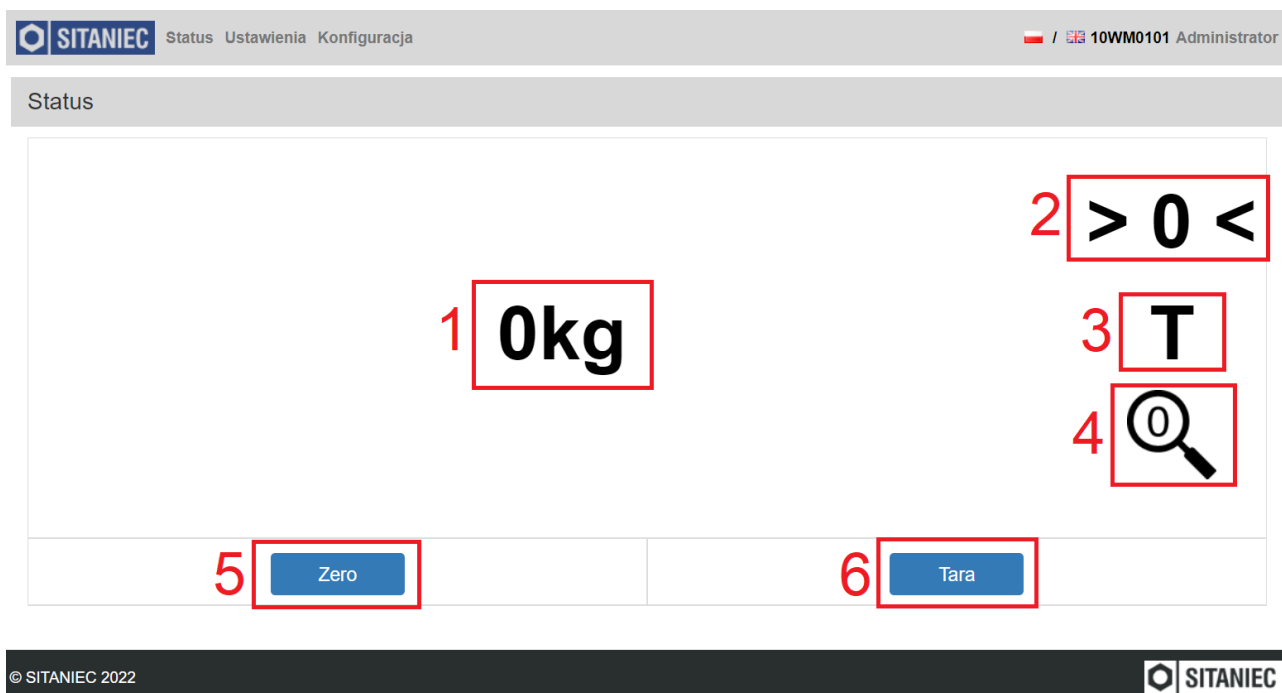 SITANIEC Status Ustawienia Konfiguracja / 10WM0101 Administrator
Status
2 > 0 <
1 0kg
3 T
4 0
5 Zero 6 Tara
© SITANIEC 2022 SITANIEC